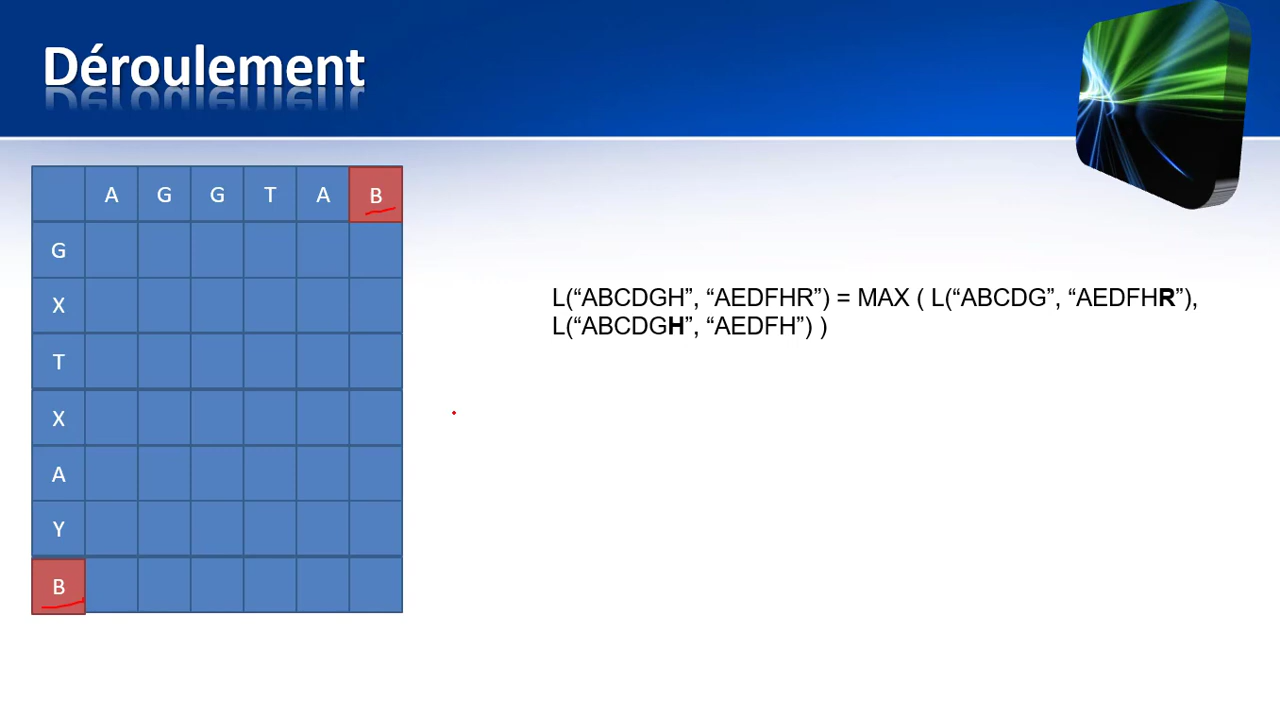 Déroulement
A G G T A B
G
X
T
X
A
Y
B
L(“ABCDGH”, “AEDFHR”) = MAX ( L(“ABCDG”, “AEDFHR”),
L(“ABCDGH”, “AEDFH”) )